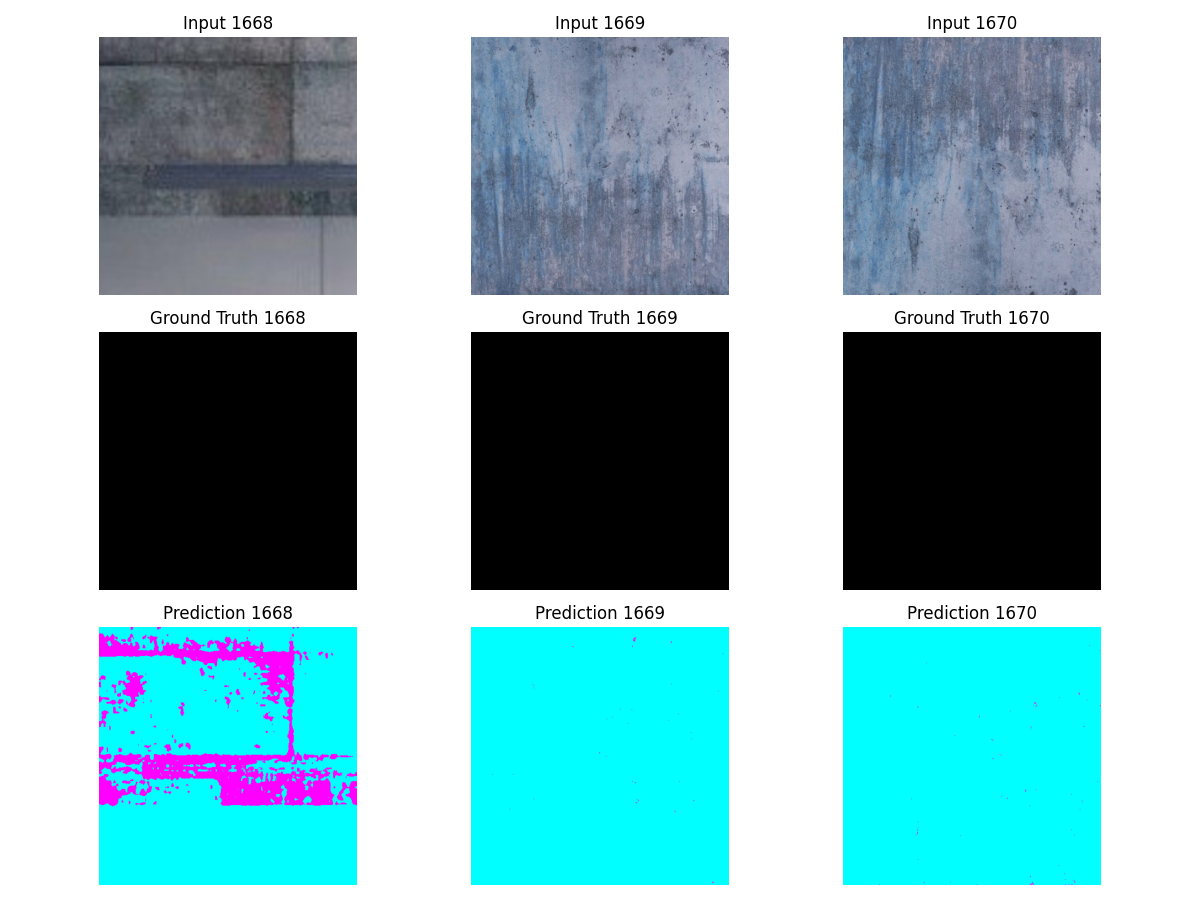 Input 1668
Input 1669
Input 1670
Ground Truth 1668
Ground Truth 1669
Ground Truth 1670
Prediction 1668
Prediction 1669
Prediction 1670